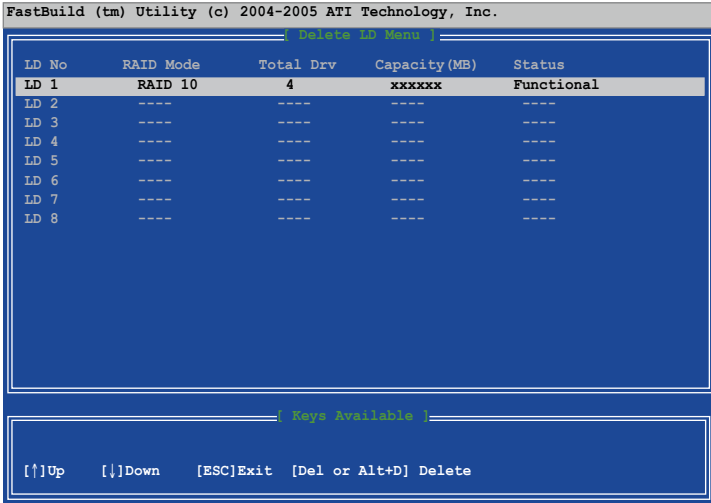 FastBuild (tm) Utility (c) 2004-2005 ATI Technology, Inc.
[ Delete LD Menu ]
LD No RAID Mode Total Drv Capacity(MB) Status
LD 1 RAID 10 4 xxxxxx Functional
LD 2 ---- ---- ---- ----
LD 3 ---- ---- ---- ----
LD 4 ---- ---- ---- ----
LD 5 ---- ---- ---- ----
LD 6 ---- ---- ---- ----
LD 7 ---- ---- ---- ----
LD 8 ---- ---- ---- ----
[ Keys Available ]
[↑]Up [↓]Down [ESC]Exit [Del or Alt+D] Delete